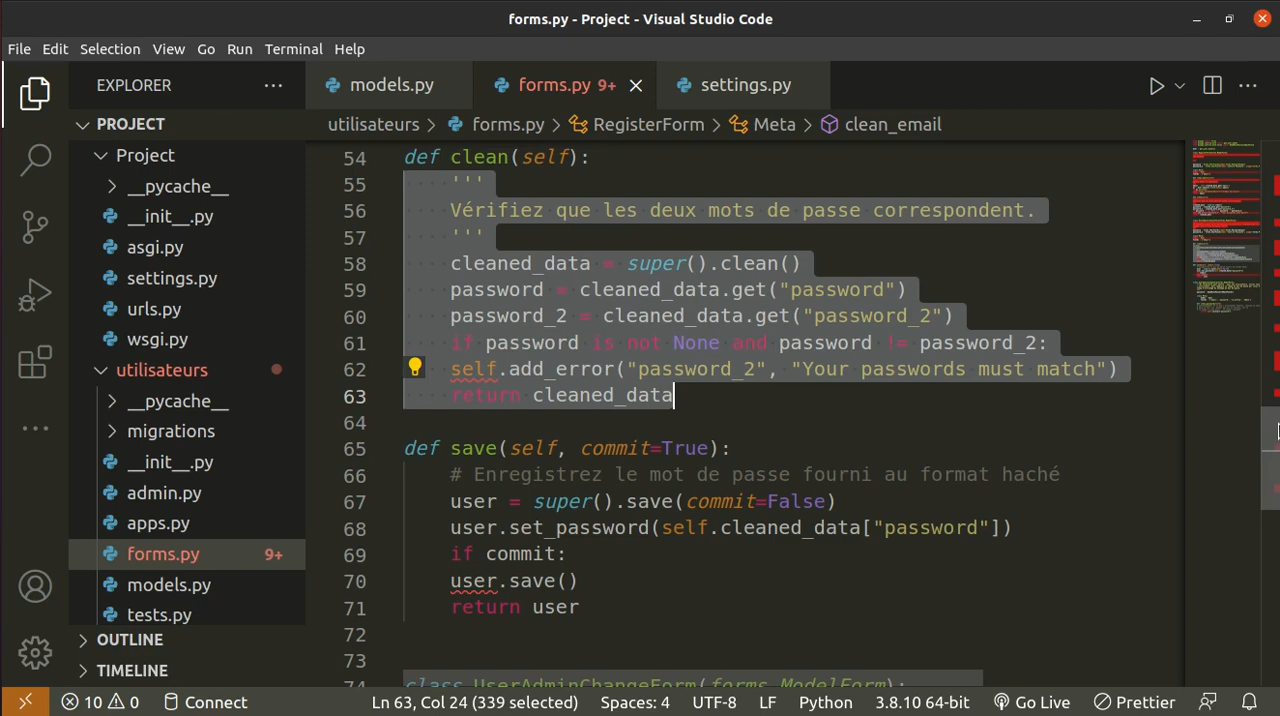 forms.py - Project - Visual Studio Code
File Edit Selection View Go Run Terminal Help
EXPLORER
models.py
forms.py 9+
settings.py
PROJECT
utilisateurs > forms.py > RegisterForm > Meta > clean_email
Project
__pycache__
__init__.py
asgi.py
settings.py
urls.py
wsgi.py
utilisateurs
__pycache__
migrations
__init__.py
admin.py
apps.py
forms.py 9+
models.py
tests.py
OUTLINE
TIMELINE
54 def clean(self):
55 '''
56 Vérifiez que les deux mots de passe correspondent.
57 '''
58 cleaned_data = super().clean()
59 password = cleaned_data.get("password")
60 password_2 = cleaned_data.get("password_2")
61 if password is not None and password != password_2:
62 self.add_error("password_2", "Your passwords must match")
63 return cleaned_data
64
65 def save(self, commit=True):
66 # Enregistrez le mot de passe fourni au format haché
67 user = super().save(commit=False)
68 user.set_password(self.cleaned_data["password"])
69 if commit:
70 user.save()
71 return user
72
73
74 class UserAdminChangeForm(forms.ModelForm):
10 0 Connect Ln 63, Col 24 (339 selected) Spaces: 4 UTF-8 LF Python 3.8.10 64-bit Go Live Prettier